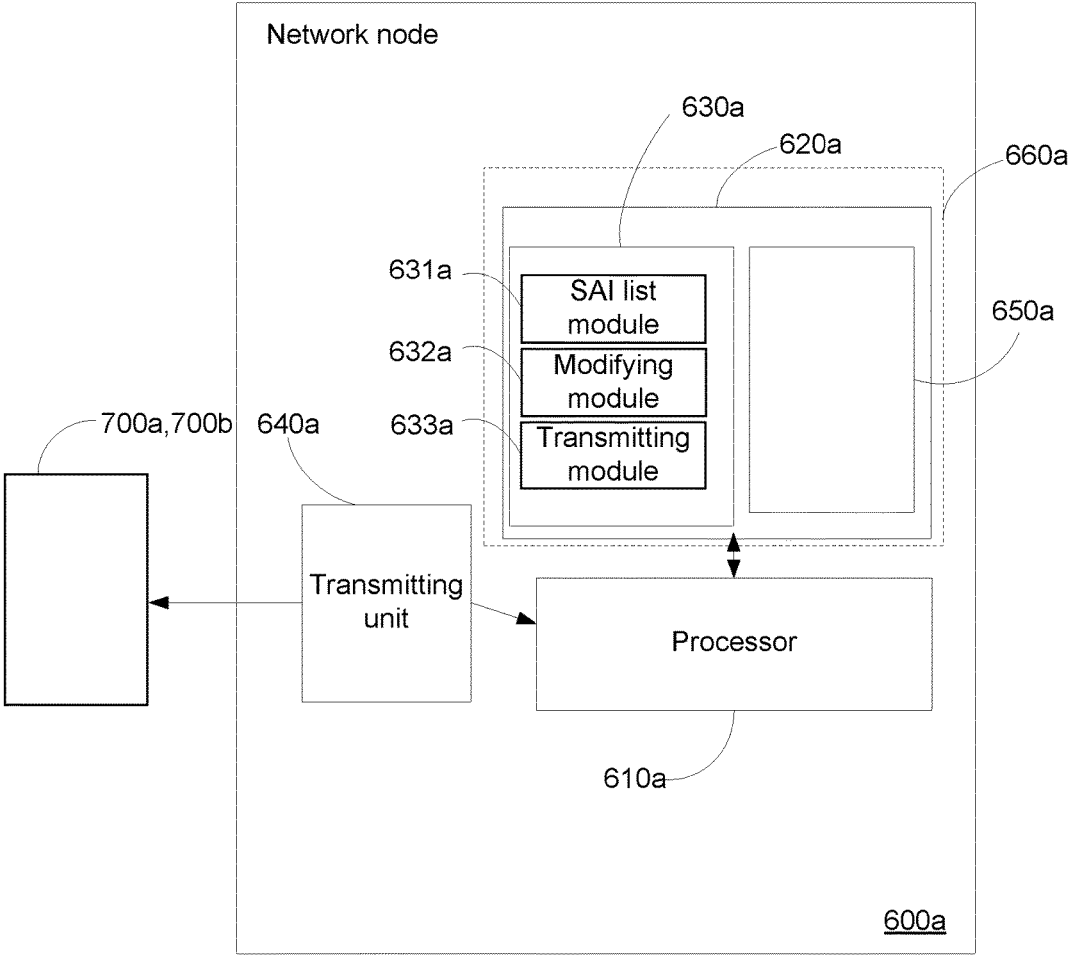 Network node
630a
620a
660a
631a
SAI list
module
650a
632a
Modifying
module
700a,700b
640a
633a
Transmitting
module
Transmitting
unit
Processor
610a
600a